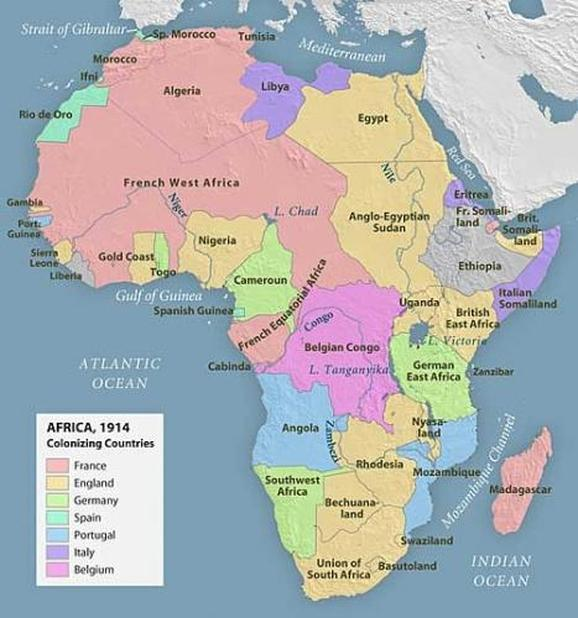 Strait of Gibraltar
Sp. Morocco
Tunisia
Mediterranean
Morocco
Ifni
Algeria
Libya
Rio de Oro
Egypt
Red Sea
Nile
French West Africa
Eritrea
Gambia
Niger
L. Chad
Fr. Somali-
land
Brit.
Somali-
land
Port.
Guinea
Anglo-Egyptian
Sudan
Nigeria
Sierra
Leone
Gold Coast
Ethiopia
Liberia
Togo
Cameroun
Gulf of Guinea
Italian
Somaliland
Spanish Guinea
French Equatorial Africa
Uganda
British
East Africa
Congo
L. Victoria
Belgian Congo
Cabinda
L. Tanganyika
German
East Africa
Zanzibar
ATLANTIC
OCEAN
Angola
Zambezi
Nyasa-
land
Mozambique Channel
Rhodesia
Mozambique
Madagascar
Southwest
Africa
Bechuana-
land
Swaziland
Union of
South Africa
Basutoland
INDIAN
OCEAN
AFRICA, 1914
Colonizing Countries
France
England
Germany
Spain
Portugal
Italy
Belgium